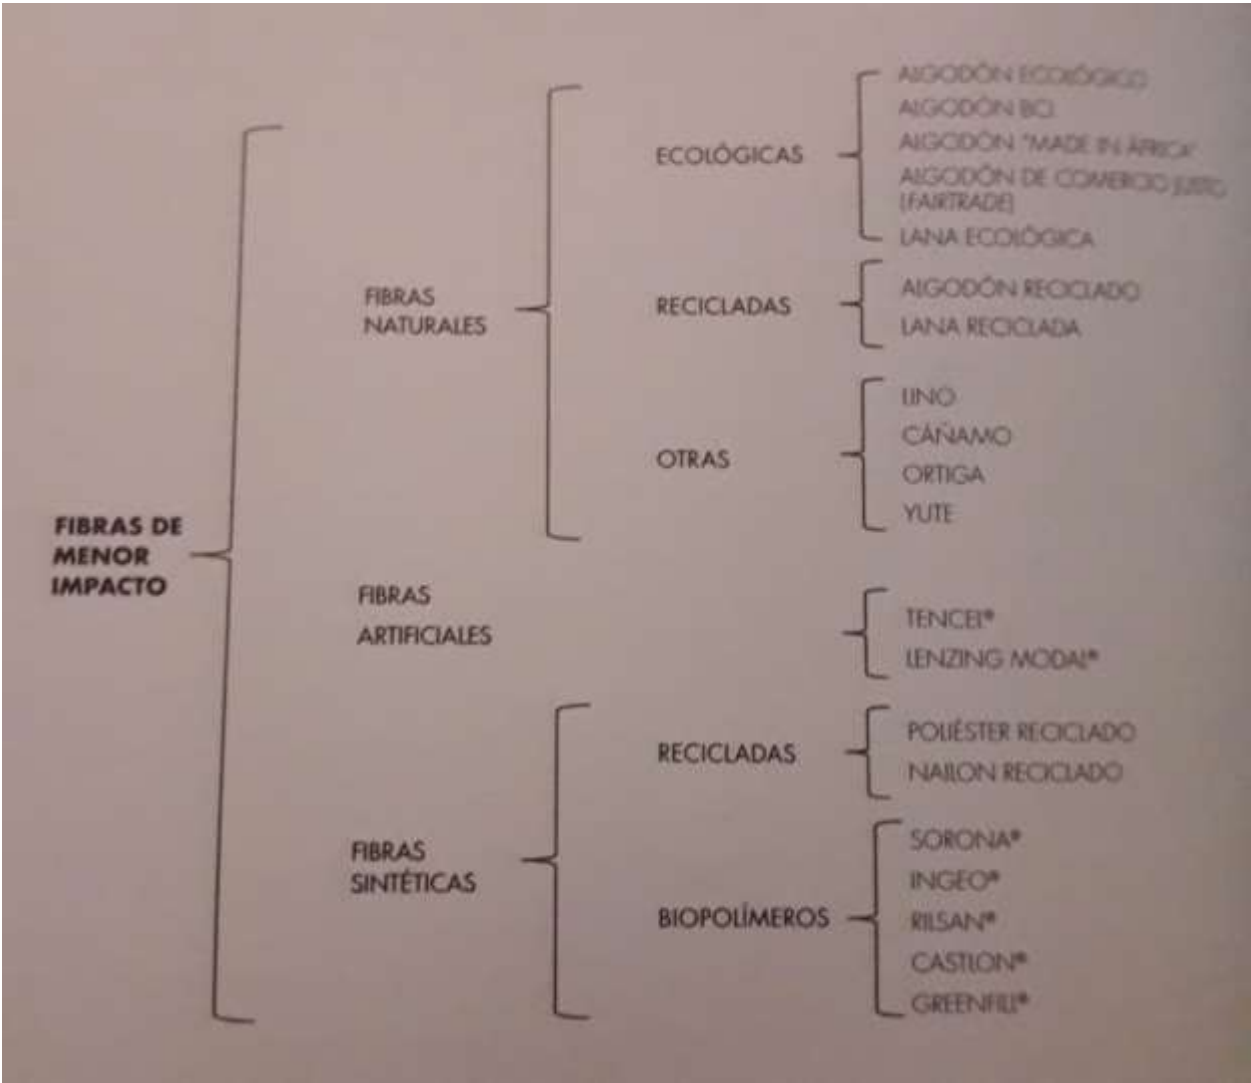 FIBRAS DE
MENOR
IMPACTO
FIBRAS
NATURALES
ECOLÓGICAS
ALGODÓN ECOLÓGICO
ALGODÓN BCI
ALGODÓN "MADE IN ÁFRICA"
ALGODÓN DE COMERCIO JUSTO
(FAIRTRADE)
LANA ECOLÓGICA
RECICLADAS
ALGODÓN RECICLADO
LANA RECICLADA
OTRAS
LINO
CÁÑAMO
ORTIGA
YUTE
FIBRAS
ARTIFICIALES
TENCEL®
LENZING MODAL®
FIBRAS
SINTÉTICAS
RECICLADAS
POLIÉSTER RECICLADO
NAILON RECICLADO
BIOPOLÍMEROS
SORONA®
INGEO®
RILSAN®
CASTLON®
GREENFILL®